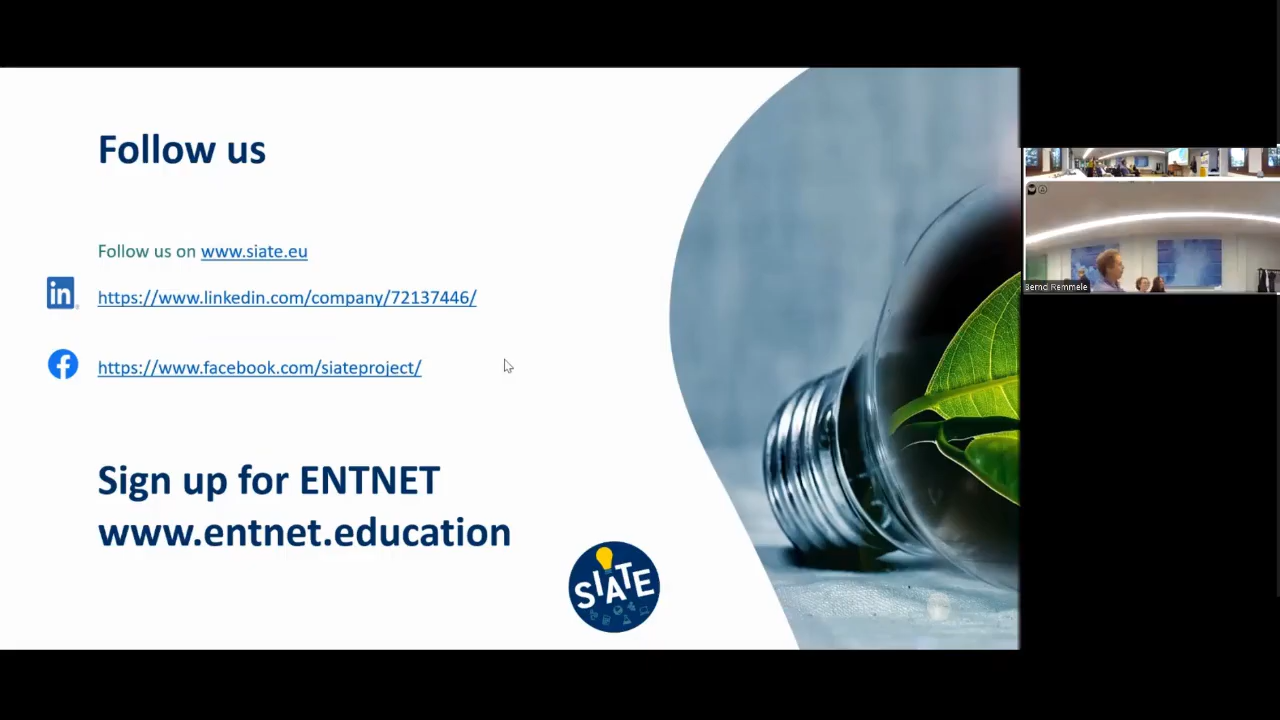 Follow us
Follow us on www.siate.eu
in
https://www.linkedin.com/company/72137446/
https://www.facebook.com/siateproject/
Sign up for ENTNET
www.entnet.education
SIATE
Bernd Remmele